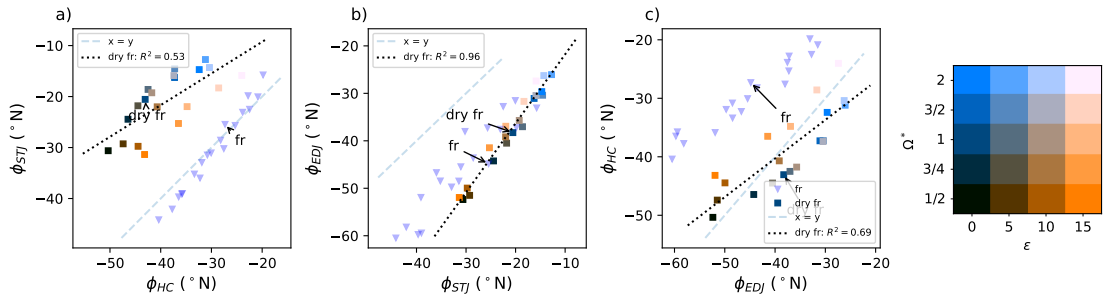 a)
x = y
dry fr: R² = 0.53
dry fr
fr
−10
−20
−30
−40
−50
−40
−30
−20
ϕ_STJ (°N)
ϕ_HC (°N)
b)
x = y
dry fr: R² = 0.96
dry fr
fr
−20
−30
−40
−50
−60
−40
−30
−20
−10
ϕ_EDJ (°N)
ϕ_STJ (°N)
c)
fr
dry fr
fr
dry fr
x = y
dry fr: R² = 0.69
−20
−30
−40
−50
−60
−50
−40
−30
−20
ϕ_HC (°N)
ϕ_EDJ (°N)
2
3/2
1
3/4
1/2
Ω*
0
5
10
15
ε